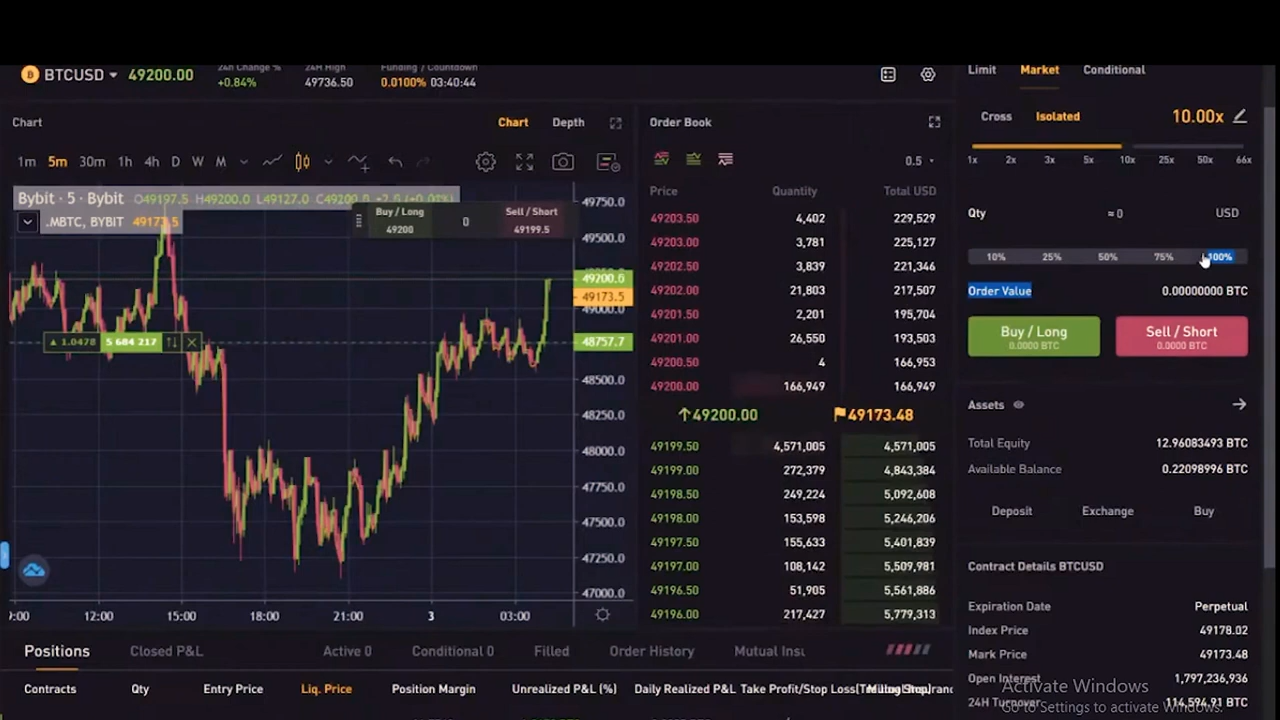 BTCUSD 49200.00 24h Change % 24H High Funding / Countdown
+0.84% 49736.50 0.0100% 03:40:44
Limit Market Conditional
Chart Chart Depth
Order Book
Cross Isolated 10.00x
1m 5m 30m 1h 4h D W M
0.5
1x 2x 3x 5x 10x 25x 50x 66x
Bybit · 5 · Bybit O49197.5 H49200.0 L49127.0 C49200.0
.MBTC, BYBIT 49173.5
Buy / Long 49200
0
Sell / Short 49199.5
49750.0
49500.0
49200.6
49173.5
49000.0
48757.7
48500.0
48250.0
48000.0
47750.0
47500.0
47250.0
47000.0
1.0478 5 684 217
9:00 12:00 15:00 18:00 21:00 3 03:00
Price Quantity Total USD
49203.50 4,402 229,529
49203.00 3,781 225,127
49202.50 3,839 221,346
49202.00 21,803 217,507
49201.50 2,201 195,704
49201.00 26,550 193,503
49200.50 4 166,953
49200.00 166,949 166,949
49200.00 49173.48
49199.50 4,571,005 4,571,005
49199.00 272,379 4,843,384
49198.50 249,224 5,092,608
49198.00 153,598 5,246,206
49197.50 155,633 5,401,839
49197.00 108,142 5,509,981
49196.50 51,905 5,561,886
49196.00 217,427 5,779,313
Qty ≈ 0 USD
10% 25% 50% 75% 100%
Order Value 0.00000000 BTC
Buy / Long Sell / Short
0.0000 BTC 0.0000 BTC
Assets
Total Equity 12.96083493 BTC
Available Balance 0.22098996 BTC
Deposit Exchange Buy
Contract Details BTCUSD
Expiration Date Perpetual
Index Price 49178.02
Mark Price 49173.48
Open Interest 1,797,236,936
24H Turnover 114,594.91 BTC
Activate Windows
Go to Settings to activate Windows.
Positions Closed P&L Active 0 Conditional 0 Filled Order History Mutual Insu
Contracts Qty Entry Price Liq. Price Position Margin Unrealized P&L (%) Daily Realized P&L Take Profit/Stop Loss